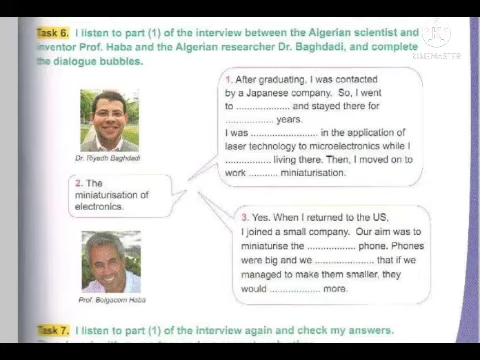 Task 6. I listen to part (1) of the interview between the Algerian scientist and
inventor Prof. Haba and the Algerian researcher Dr. Baghdadi, and complete
the dialogue bubbles.
KINEMASTER
1. After graduating, I was contacted
by a Japanese company. So, I went
to .................... and stayed there for
.................... years.
I was ........................ in the application of
laser technology to microelectronics while I
.............. living there. Then, I moved on to
work .......... miniaturisation.
Dr. Riyadh Baghdadi
2. The
miniaturisation of
electronics.
3. Yes. When I returned to the US,
I joined a small company. Our aim was to
miniaturise the ................. phone. Phones
were big and we ..................... that if we
managed to make them smaller, they
would .................. more.
Prof. Belgacem Haba
Task 7. I listen to part (1) of the interview again and check my answers.